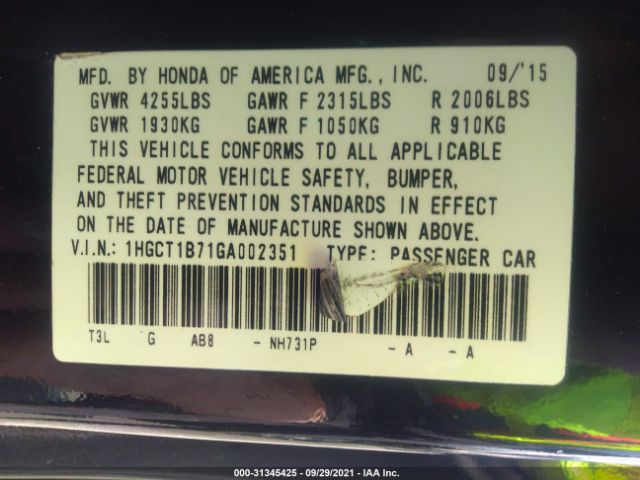 MFD. BY HONDA OF AMERICA MFG., INC. 09/'15
GVWR 4255LBS GAWR F 2315LBS R 2006LBS
GVWR 1930KG GAWR F 1050KG R 910KG
THIS VEHICLE CONFORMS TO ALL APPLICABLE
FEDERAL MOTOR VEHICLE SAFETY, BUMPER,
AND THEFT PREVENTION STANDARDS IN EFFECT
ON THE DATE OF MANUFACTURE SHOWN ABOVE.
V.I.N.: 1HGCT1B71GA002351 TYPE: PASSENGER CAR
T3L G AB8 - NH731P - A - A
000-31345425 - 09/29/2021 - IAA Inc.